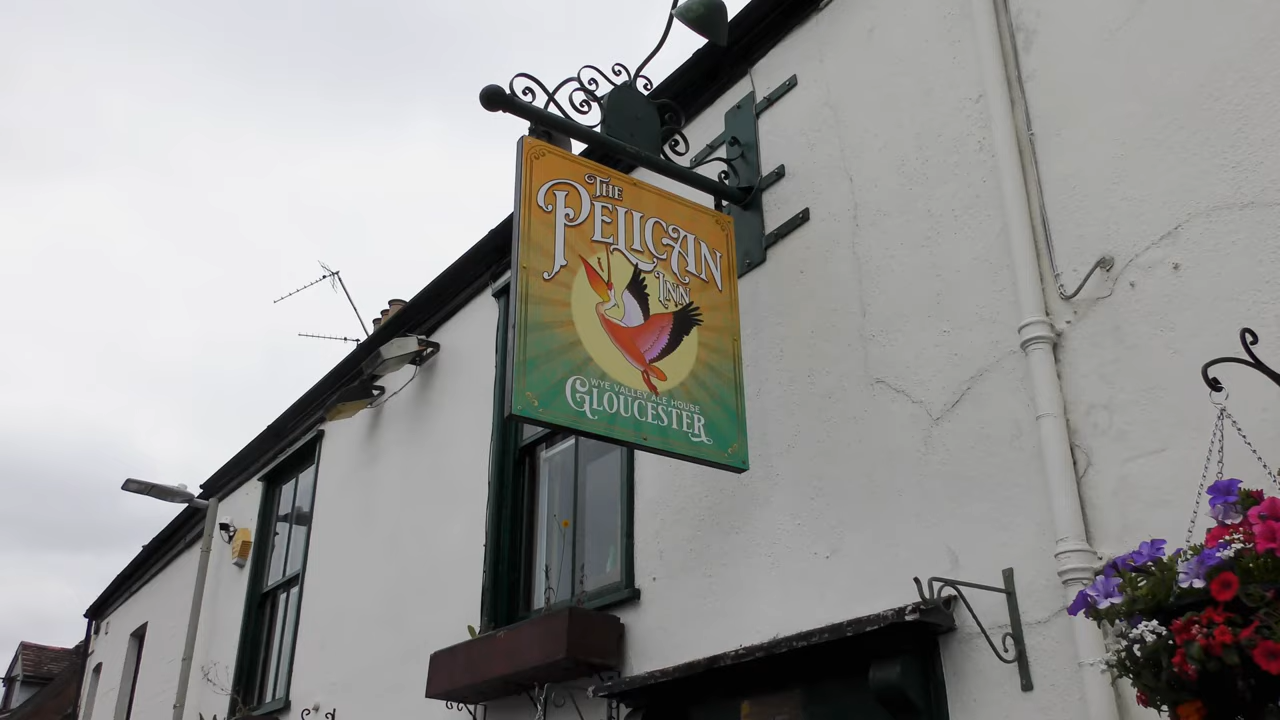 THE
PELICAN
INN
WYE VALLEY ALE HOUSE
GLOUCESTER